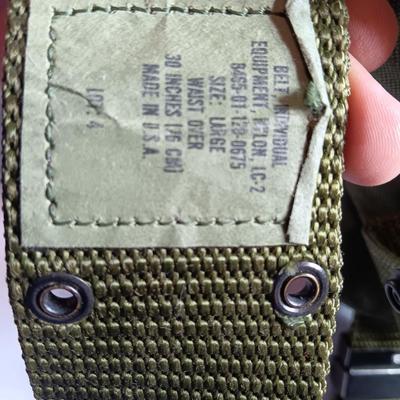 BELT, INDIVIDUAL
EQUIPMENT, NYLON LC-2
8465-01-120-0675
SIZE: LARGE
WAIST OVER
30 INCHES (76 CM)
MADE IN U.S.A.
LOT. 4